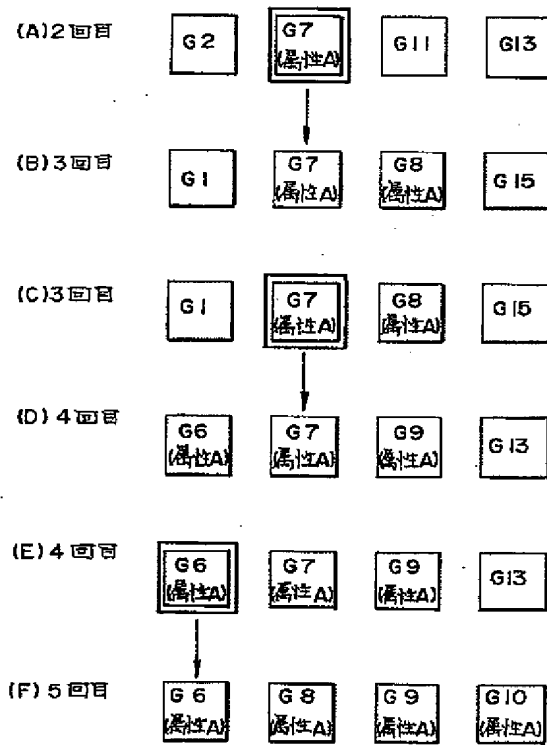 (A)2回目 G2 G7 G11 G13
(属性A)
(B)3回目 G1 G7 G8 G15
(属性A) (属性A)
(C)3回目 G1 G7 G8 G15
(属性A) (属性A)
(D)4回目 G6 G7 G9 G13
(属性A) (属性A) (属性A)
(E)4回目 G6 G7 G9 G13
(属性A) (属性A) (属性A)
(F)5回目 G6 G8 G9 G10
(属性A) (属性A) (属性A) (属性A)